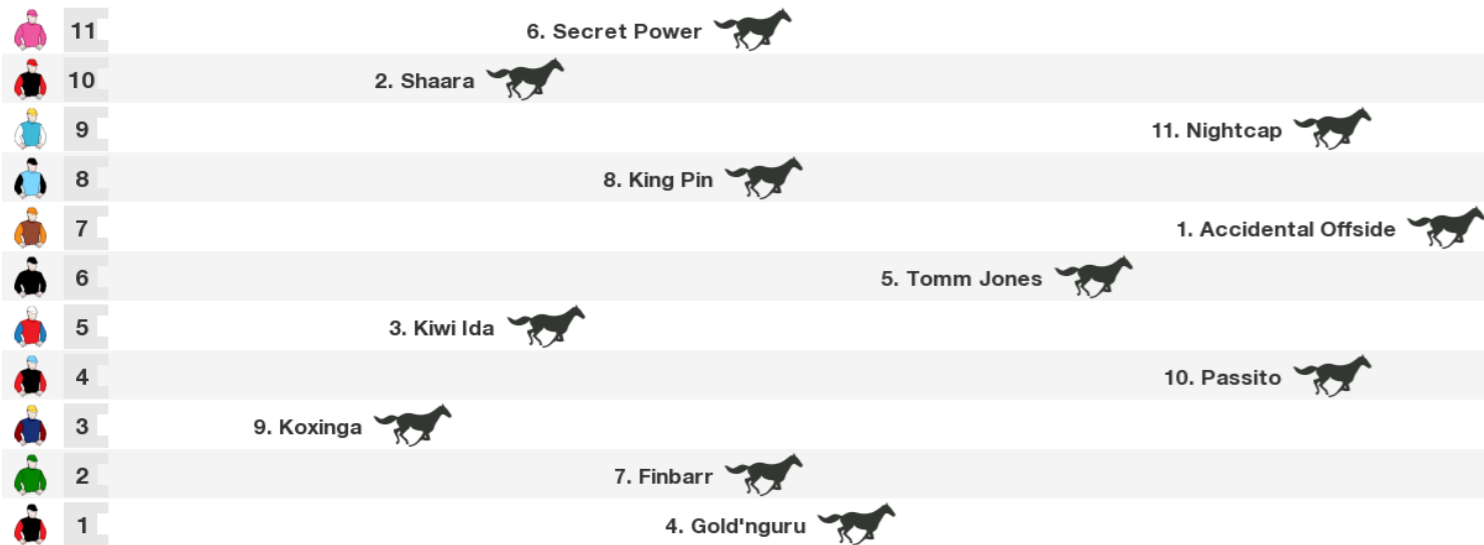 11 6. Secret Power
10 2. Shaara
9 11. Nightcap
8 8. King Pin
7 1. Accidental Offside
6 5. Tomm Jones
5 3. Kiwi Ida
4 10. Passito
3 9. Koxinga
2 7. Finbarr
1 4. Gold'nguru